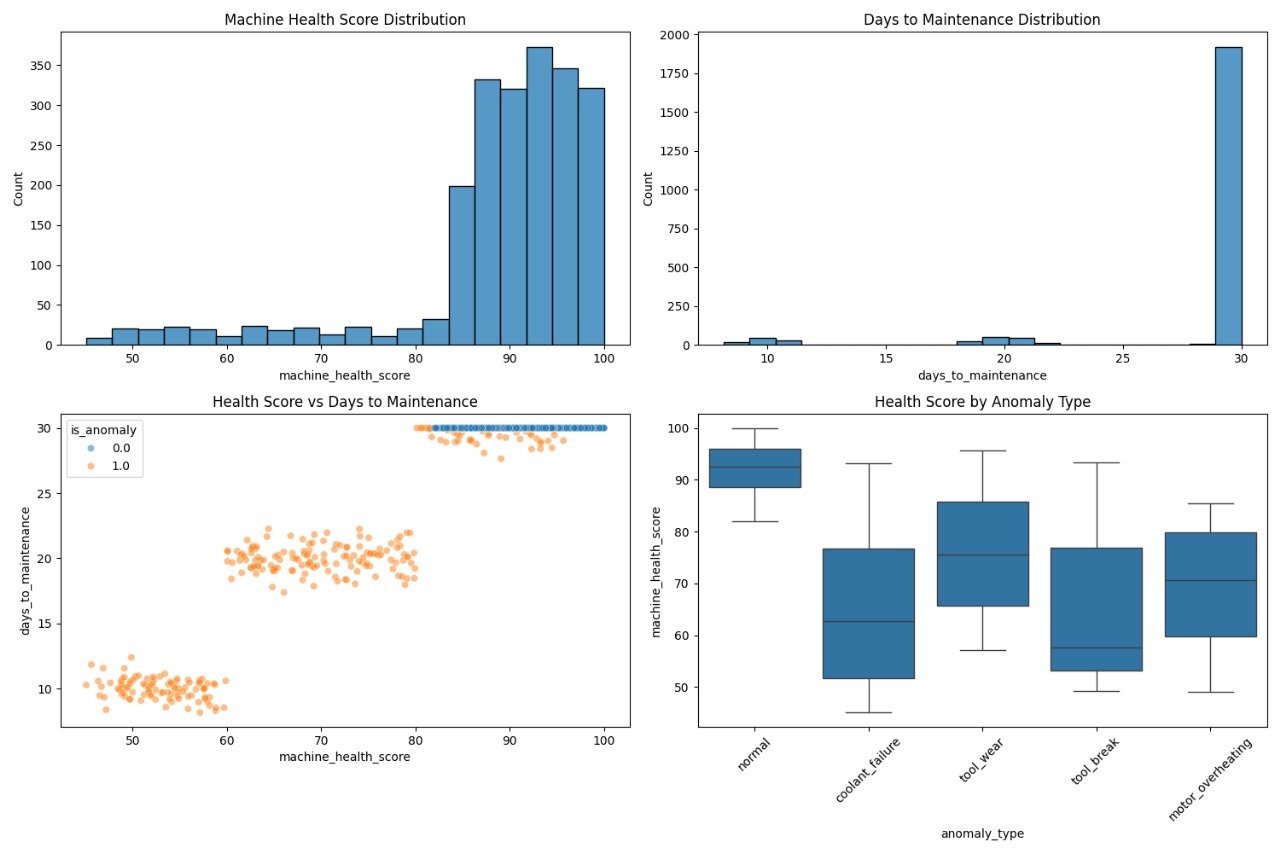 Machine Health Score Distribution
350
300
250
200
150
100
50
0
Count
50 60 70 80 90 100
machine_health_score
Days to Maintenance Distribution
2000
1750
1500
1250
1000
750
500
250
0
Count
10 15 20 25 30
days_to_maintenance
Health Score vs Days to Maintenance
is_anomaly
0.0
1.0
30
25
20
15
10
days_to_maintenance
50 60 70 80 90 100
machine_health_score
Health Score by Anomaly Type
100
90
80
70
60
50
machine_health_score
normal
coolant_failure
tool_wear
tool_break
motor_overheating
anomaly_type